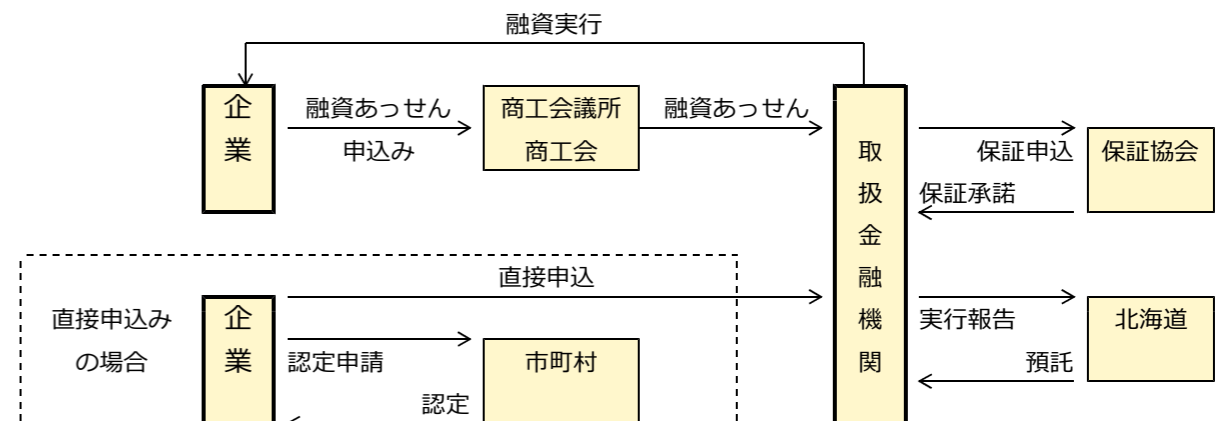 融資実行
企業
融資あっせん
申込み
商工会議所
商工会
融資あっせん
取扱金融機関
保証申込
保証協会
保証承諾
直接申込
直接申込み
の場合
企業
認定申請
市町村
認定
実行報告
北海道
預託